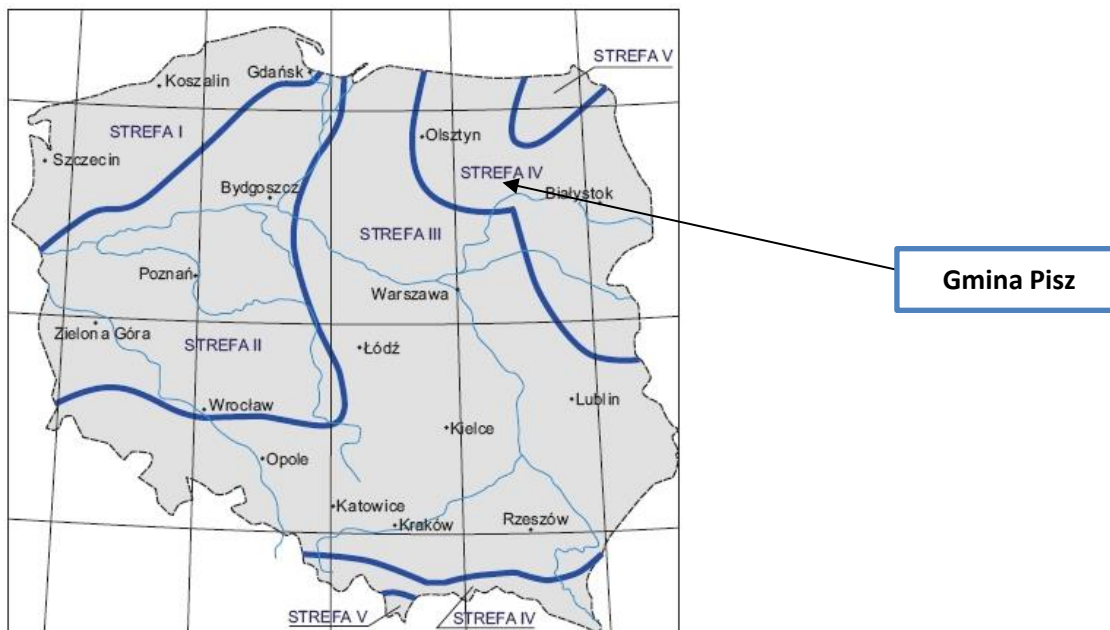 STREFA V
Gdańsk
Koszalin
STREFA I
Olsztyn
Szczecin
STREFA IV
Bydgoszcz
Białystok
STREFA III
Gmina Pisz
Poznań
Warszawa
Zielona Góra
STREFA II
Łódź
Wrocław
Lublin
Kielce
Opole
Katowice
Kraków
Rzeszów
STREFA V
STREFA IV